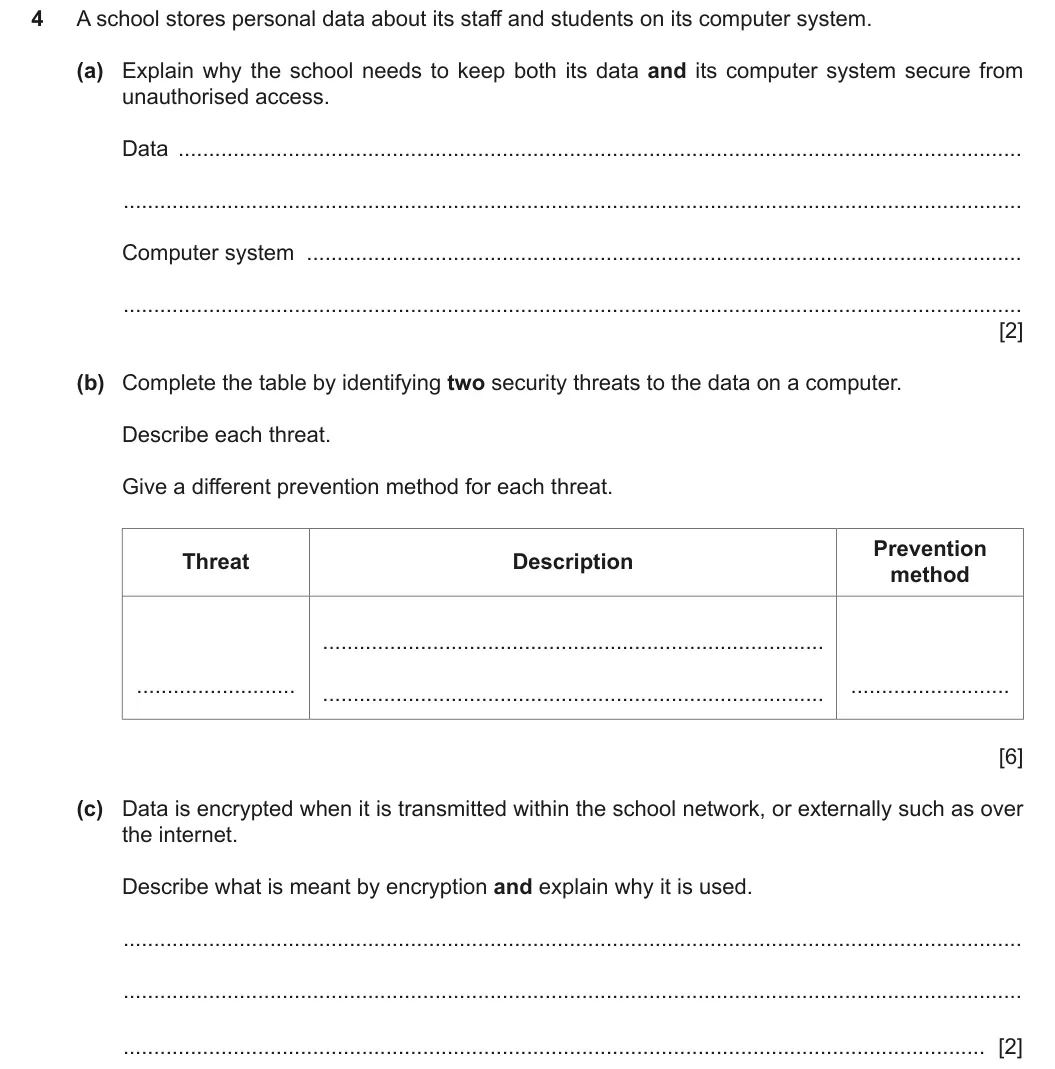 4 A school stores personal data about its staff and students on its computer system.
(a) Explain why the school needs to keep both its data and its computer system secure from
unauthorised access.
Data ................................................................
................................................................
Computer system ................................................................
................................................................
[2]
(b) Complete the table by identifying two security threats to the data on a computer.
Describe each threat.
Give a different prevention method for each threat.
Threat Description Prevention
method
................................................................
.......................... ................................................................ ..........................
[6]
(c) Data is encrypted when it is transmitted within the school network, or externally such as over
the internet.
Describe what is meant by encryption and explain why it is used.
................................................................
................................................................
................................................................ [2]